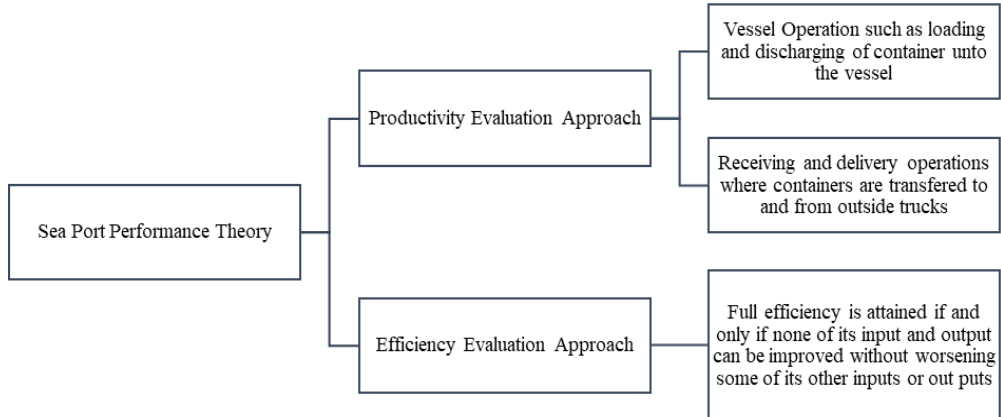 Vessel Operation such as loading
and discharging of container unto
the vessel
Productivity Evaluation Approach
Receiving and delivery operations
where containers are transfered to
and from outside trucks
Sea Port Performance Theory
Efficiency Evaluation Approach
Full efficiency is attained if and
only if none of its input and output
can be improved without worsening
some of its other inputs or out puts